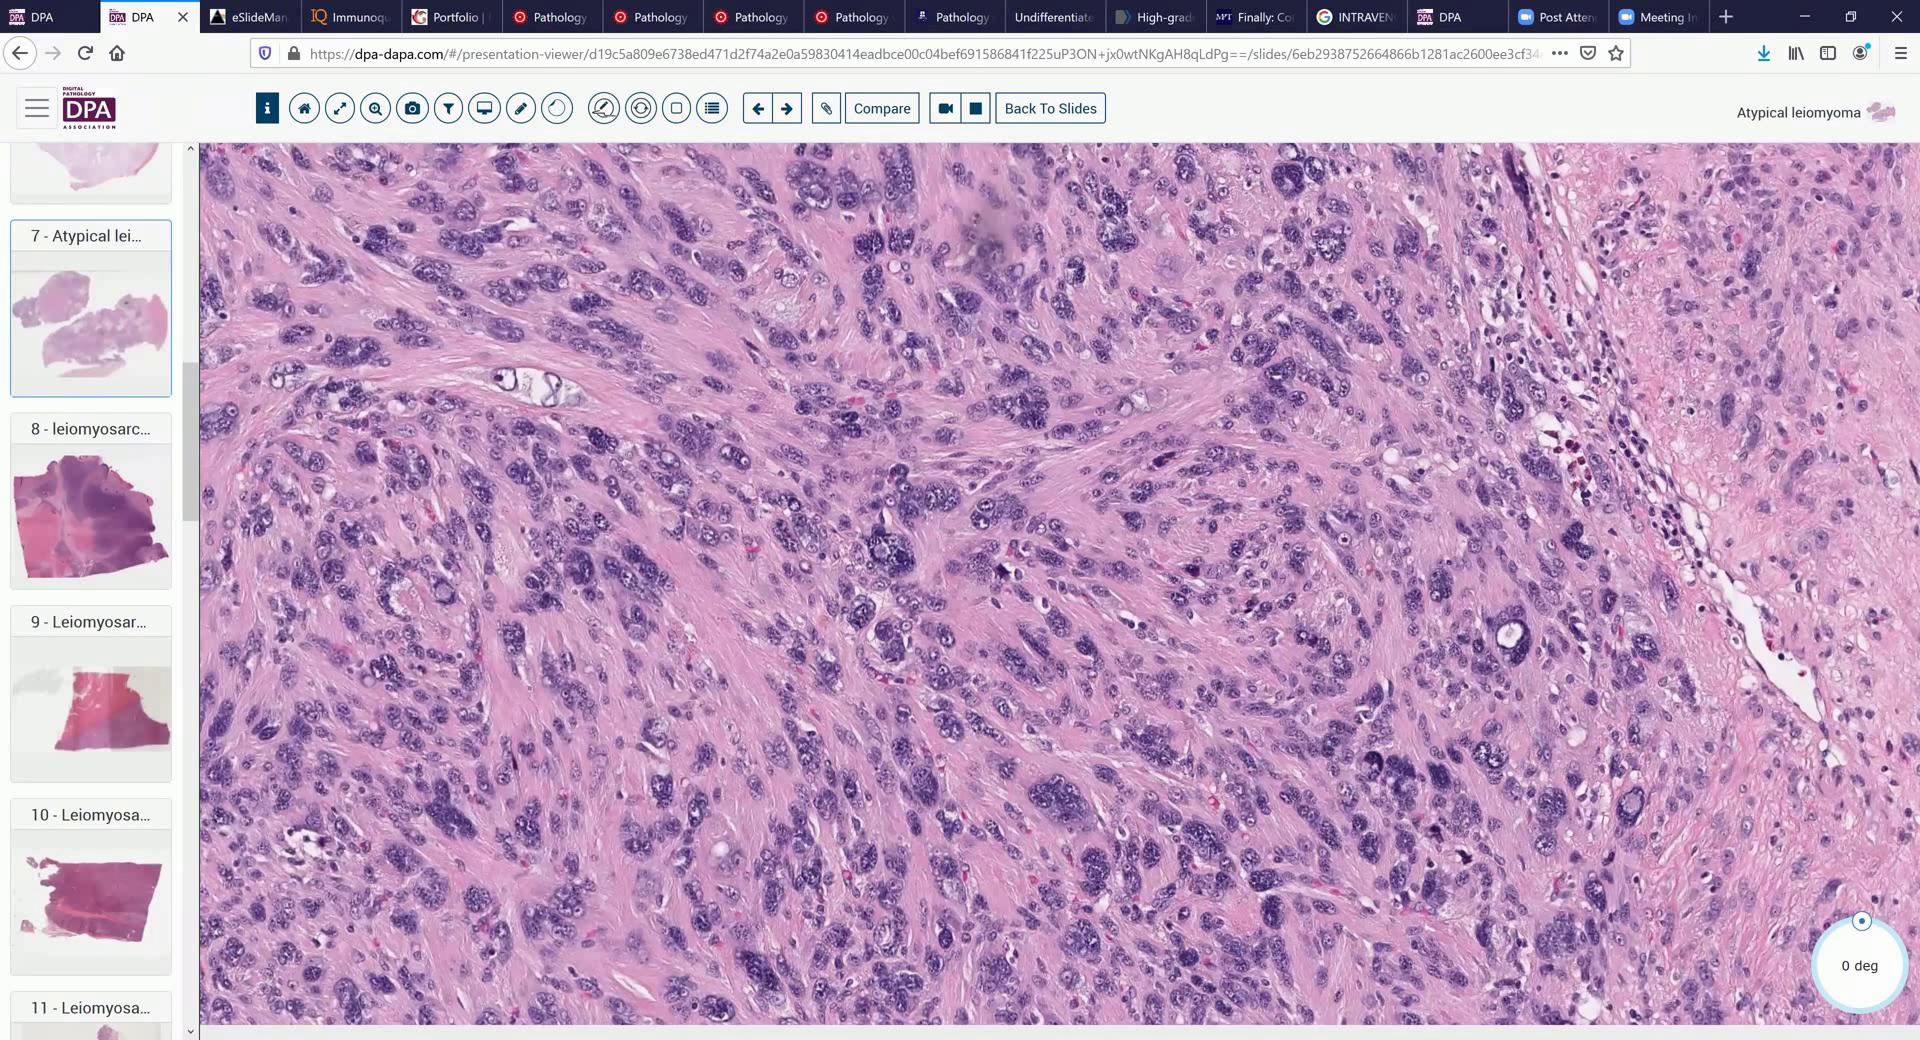 DPA
DPA
eSlideMan
Immunoqu
Portfolio |
Pathology
Pathology
Pathology
Pathology
Pathology
Undifferentiate
High-grad
Finally: Co
INTRAVEN
DPA
Post Atten
Meeting In
https://dpa-dapa.com/#/presentation-viewer/d19c5a809e6738ed471d2f74a2e0a59830414eadbce00c04bef691586841f225uP3ON+jx0wtNKgAH8qLdPg==/slides/6eb2938752664866b1281ac2600ee3cf34
DIGITAL
PATHOLOGY
DPA
ASSOCIATION
Compare
Back To Slides
Atypical leiomyoma
7 - Atypical lei...
8 - leiomyosarc...
9 - Leiomyosar...
10 - Leiomyosa...
11 - Leiomyosa...
0 deg